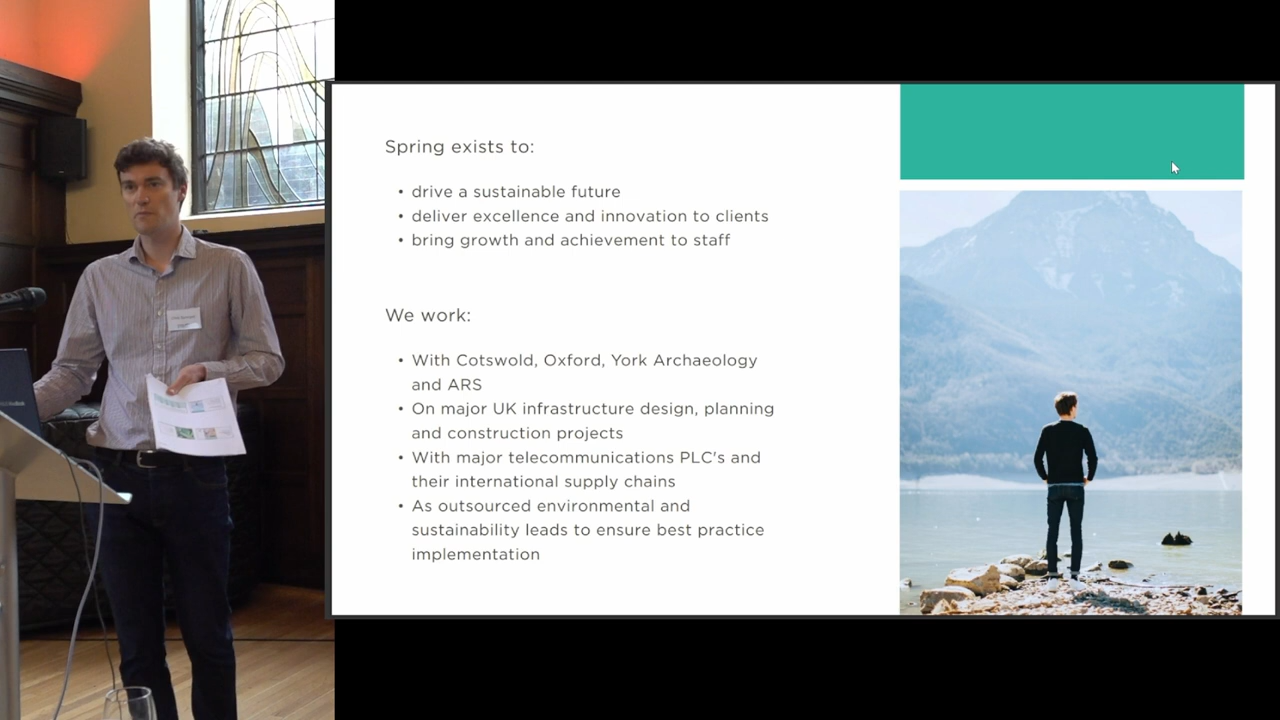 Spring exists to:
• drive a sustainable future
• deliver excellence and innovation to clients
• bring growth and achievement to staff
We work:
• With Cotswold, Oxford, York Archaeology
and ARS
• On major UK infrastructure design, planning
and construction projects
• With major telecommunications PLC's and
their international supply chains
• As outsourced environmental and
sustainability leads to ensure best practice
implementation